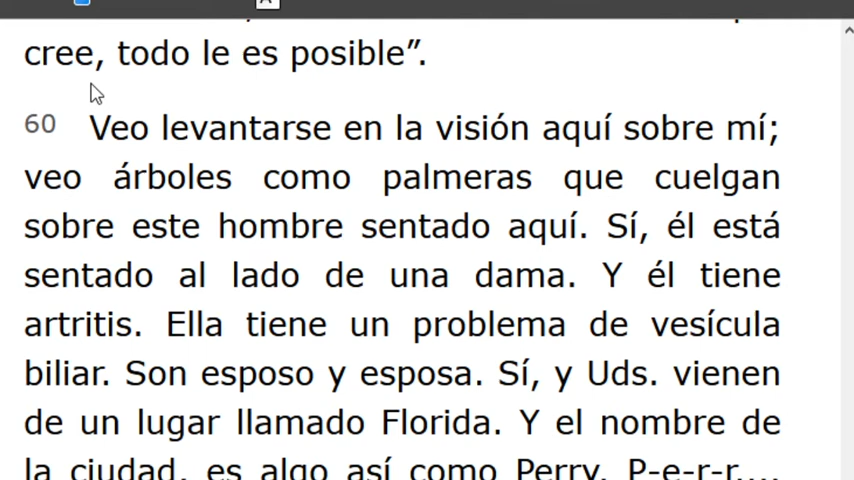 cree, todo le es posible”.
60 Veo levantarse en la visión aquí sobre mí;
veo árboles como palmeras que cuelgan
sobre este hombre sentado aquí. Sí, él está
sentado al lado de una dama. Y él tiene
artritis. Ella tiene un problema de vesícula
biliar. Son esposo y esposa. Sí, y Uds. vienen
de un lugar llamado Florida. Y el nombre de
la ciudad, es algo así como Perry. P-e-r-r....